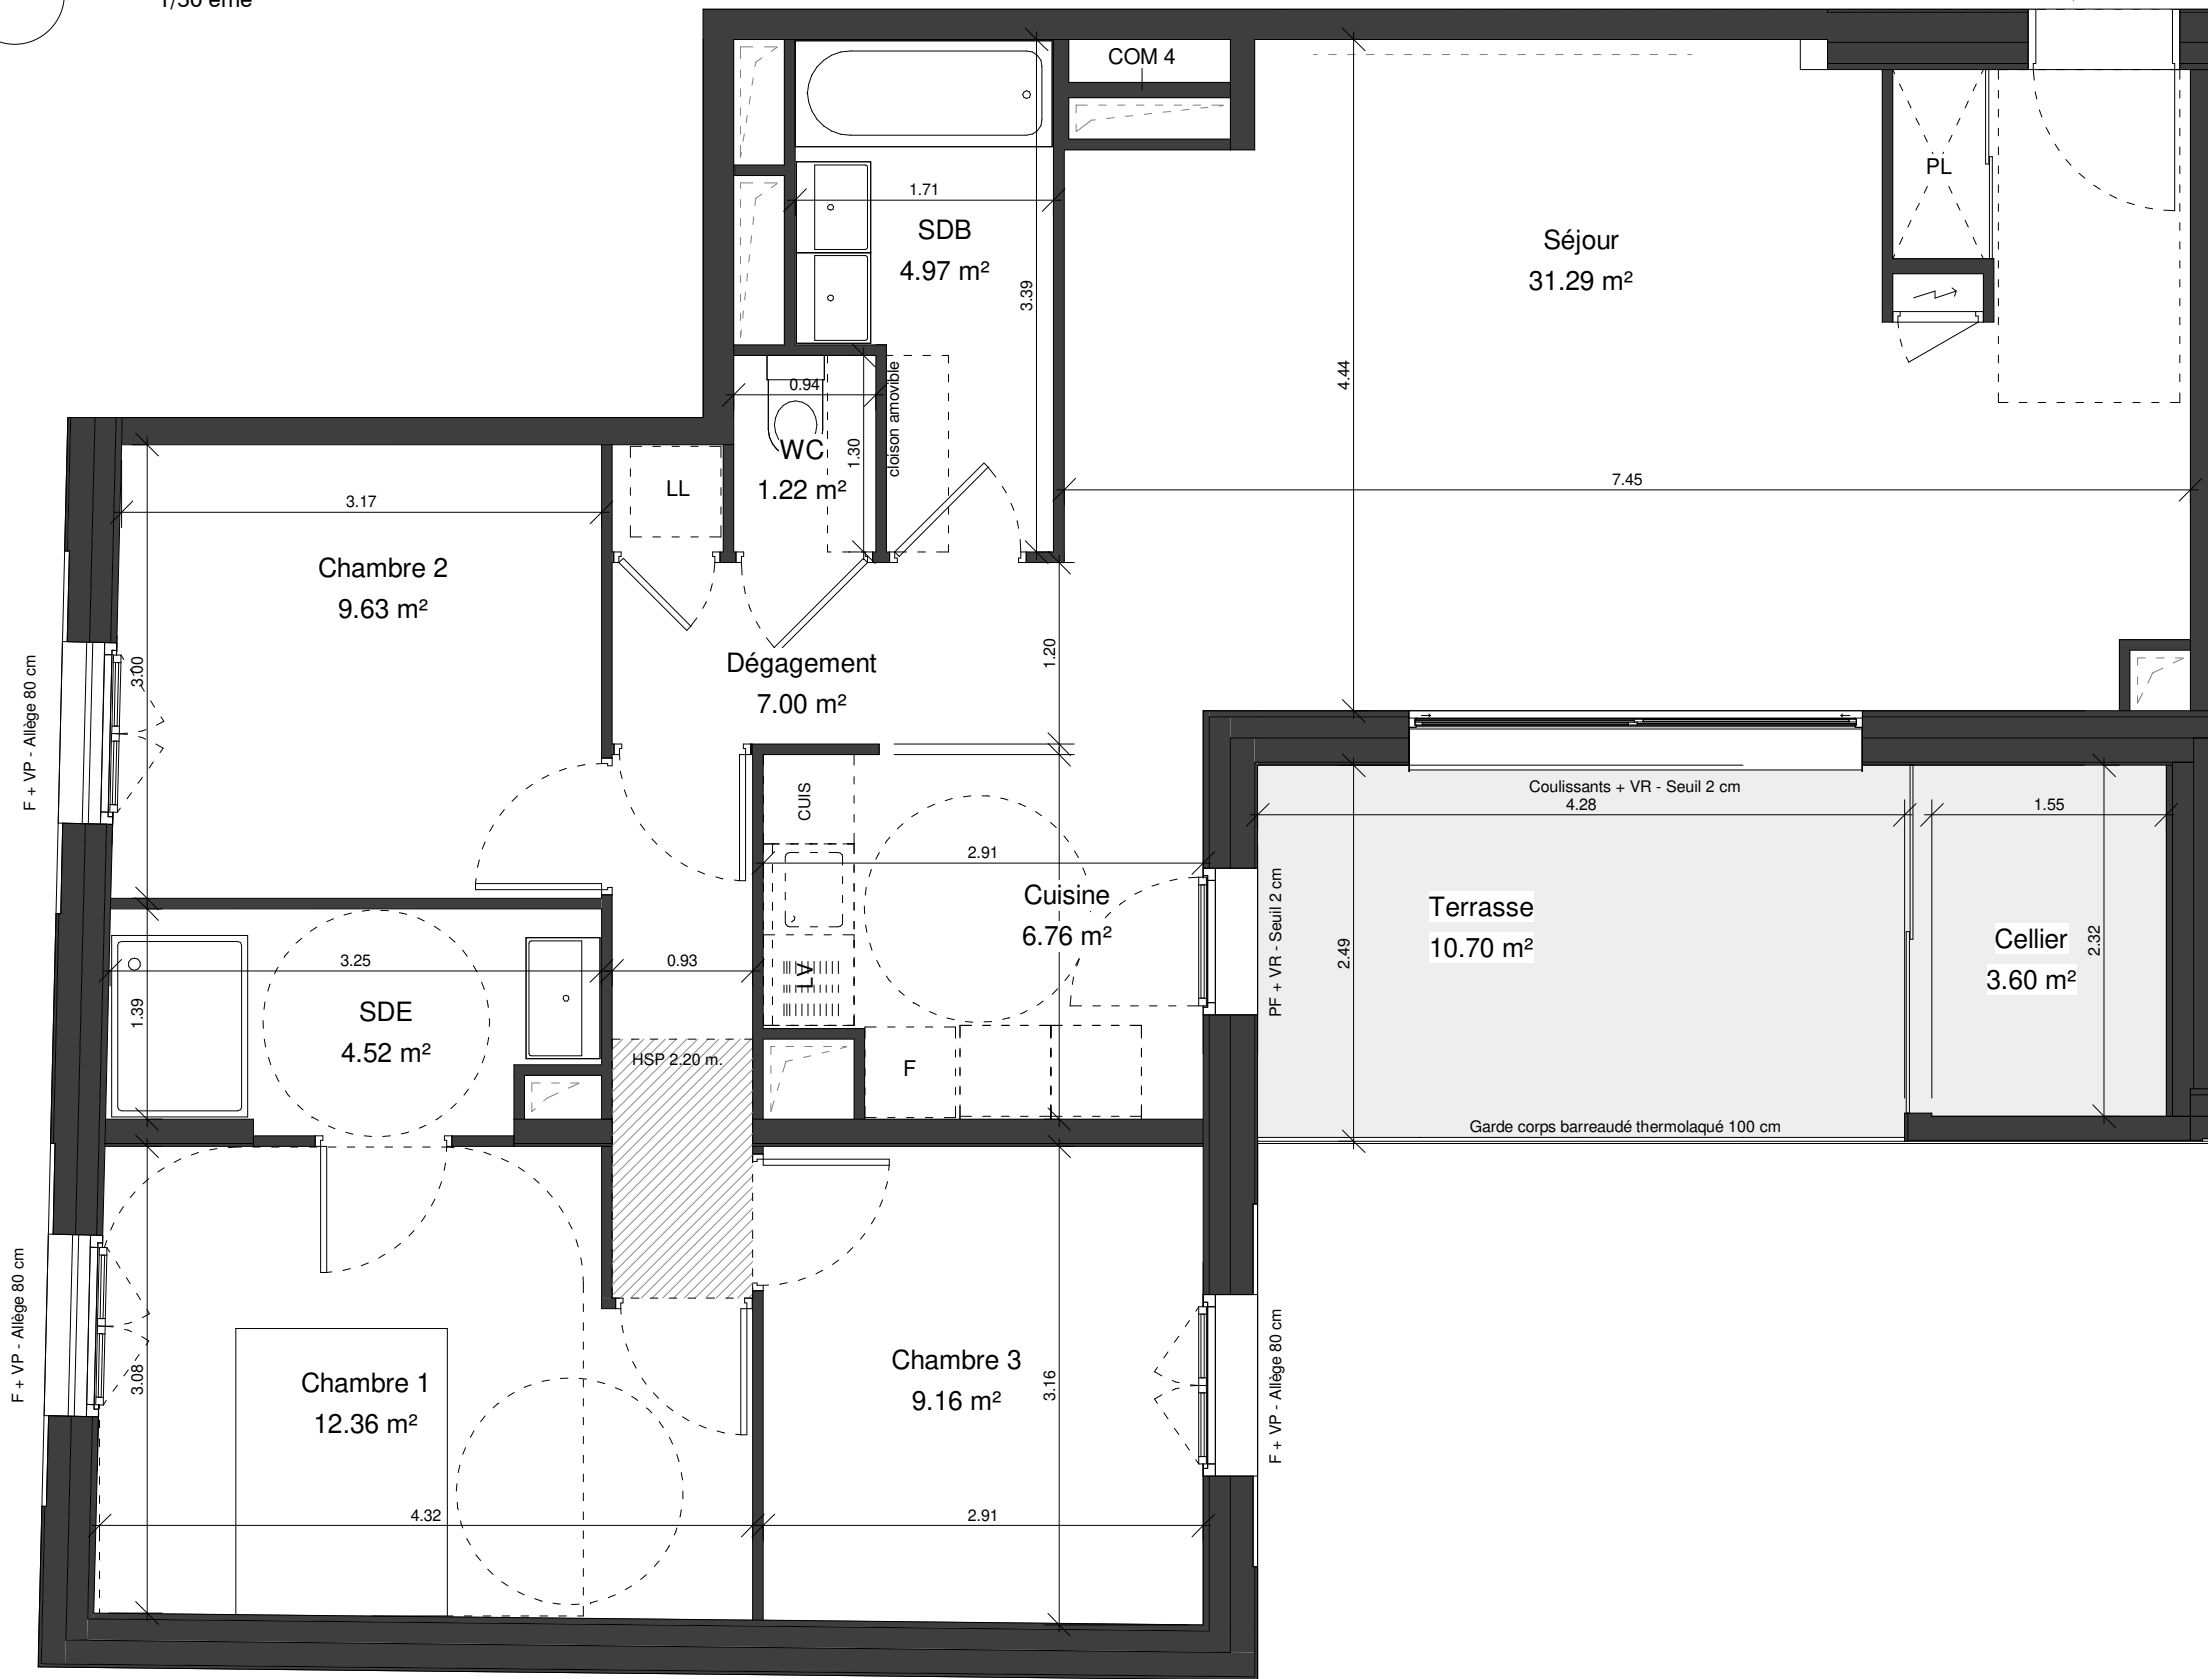 1/50 ème
COM 4
PL
1.71
SDB
4.97 m²
3.39
Séjour
31.29 m²
4.44
0.94
cloison amovible
WC
1.22 m²
1.30
LL
7.45
3.17
Chambre 2
9.63 m²
3.00
F + VP - Allège 80 cm
Dégagement
7.00 m²
1.20
CUIS
Coulissants + VR - Seuil 2 cm
4.28
1.55
2.91
Cuisine
6.76 m²
PF + VR - Seuil 2 cm
2.49
Terrasse
10.70 m²
Cellier
3.60 m²
2.32
3.25
0.93
LV
SDE
4.52 m²
1.39
HSP 2.20 m.
F
Garde corps barreaudé thermolaqué 100 cm
F + VP - Allège 80 cm
Chambre 1
12.36 m²
3.08
Chambre 3
9.16 m²
3.16
F + VP - Allège 80 cm
4.32
2.91